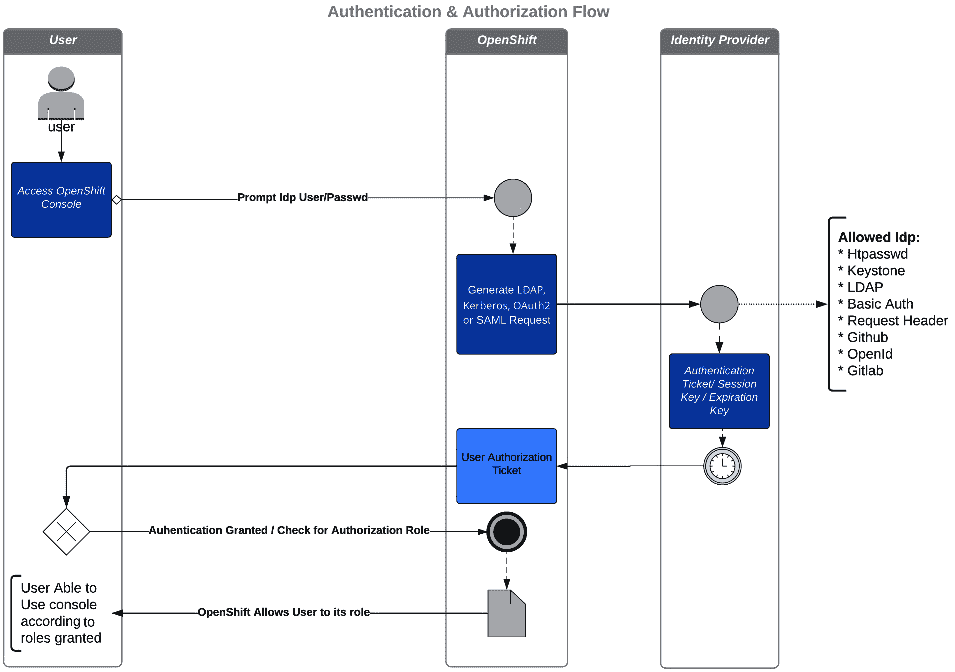 Authentication & Authorization Flow
User
OpenShift
Identity Provider
user
Access OpenShift
Console
Prompt Idp User/Passwd
Generate LDAP,
Kerberos, OAuth2
or SAML Request
Allowed Idp:
* Htpasswd
* Keystone
* LDAP
* Basic Auth
* Request Header
* Github
* OpenId
* Gitlab
Authentication
Ticket/ Session
Key / Expiration
Key
User Authorization
Ticket
Auhentication Granted / Check for Authorization Role
User Able to
Use console
according to
roles granted
OpenShift Allows User to its role